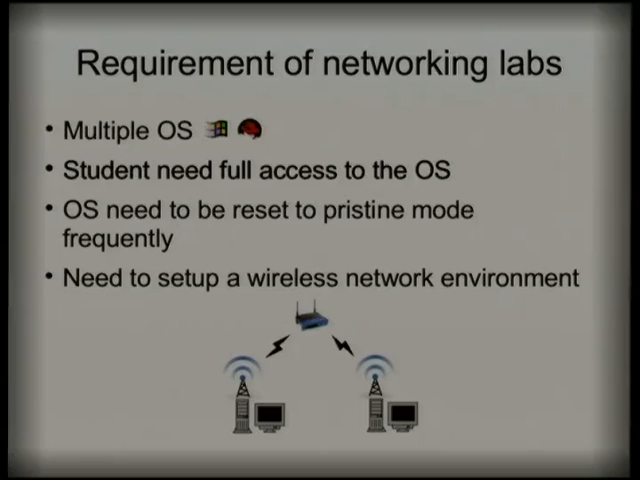 Requirement of networking labs
• Multiple OS
• Student need full access to the OS
• OS need to be reset to pristine mode
frequently
• Need to setup a wireless network environment